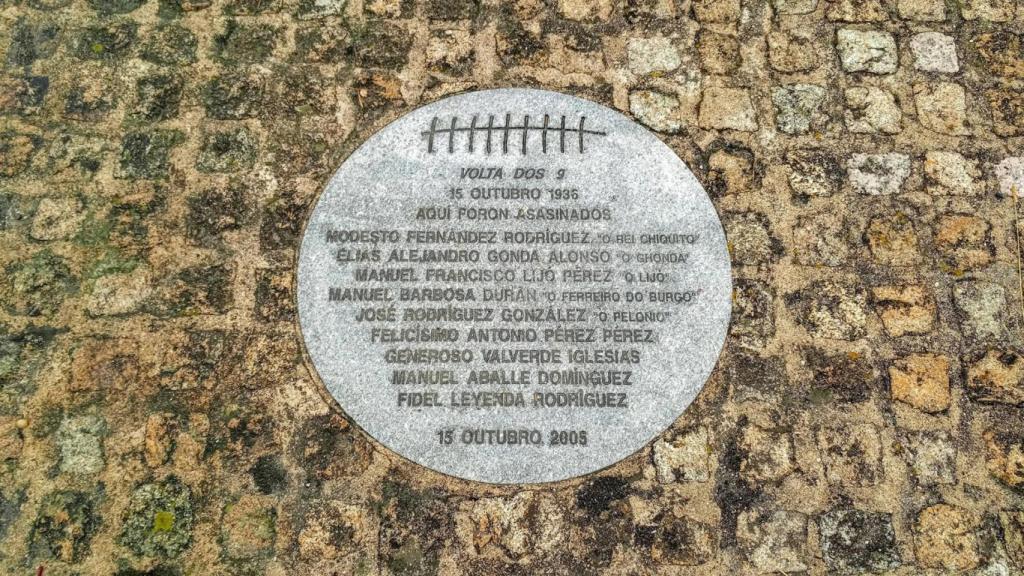 VOLTA DOS 9
15 OUTUBRO 1936
AQUÍ FORON ASASINADOS
MODESTO FERNÁNDEZ RODRÍGUEZ "O REI CHIQUITO"
ELIAS ALEJANDRO GONDA ALONSO "O GHONDA"
MANUEL FRANCISCO LIJÓ PÉREZ "O LIJÓ"
MANUEL BARBOSA DURÁN "O FERREIRO DO BURGO"
JOSÉ RODRÍGUEZ GONZÁLEZ "O PELONIO"
FELICÍSIMO ANTONIO PÉREZ PÉREZ
GENEROSO VALVERDE IGLESIAS
MANUEL ABALLE DOMÍNGUEZ
FIDEL LEYENDA RODRÍGUEZ
15 OUTUBRO 2005